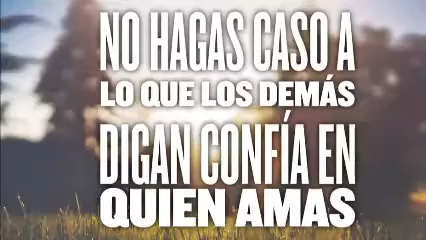 NO HAGAS CASO A
LO QUE LOS DEMÁS
DIGAN CONFÍA EN
QUIEN AMAS